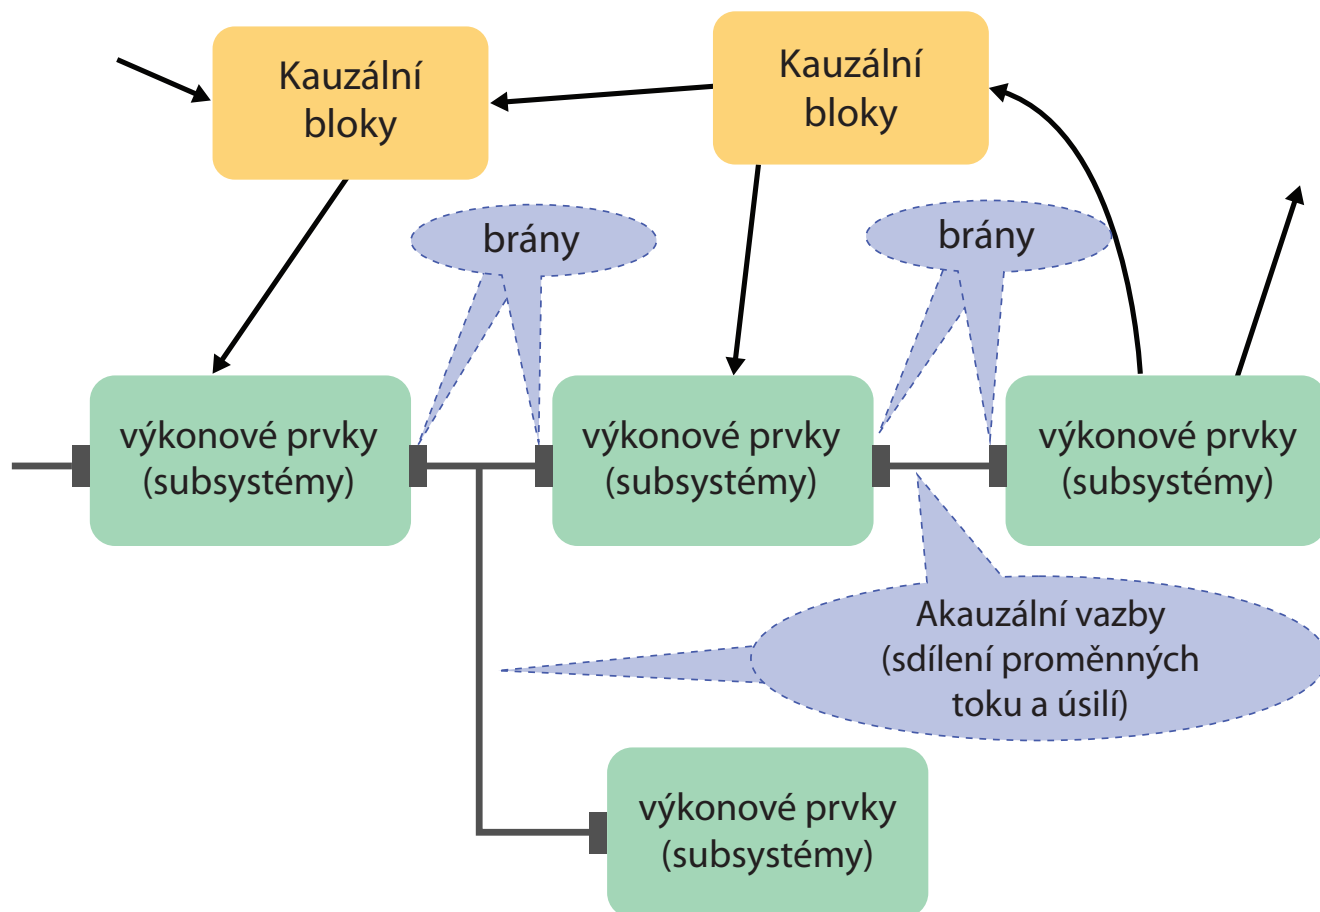 Kauzální
bloky
Kauzální
bloky
brány
brány
výkonové prvky
(subsystémy)
výkonové prvky
(subsystémy)
výkonové prvky
(subsystémy)
Akauzální vazby
(sdílení proměnných
toku a úsilí)
výkonové prvky
(subsystémy)